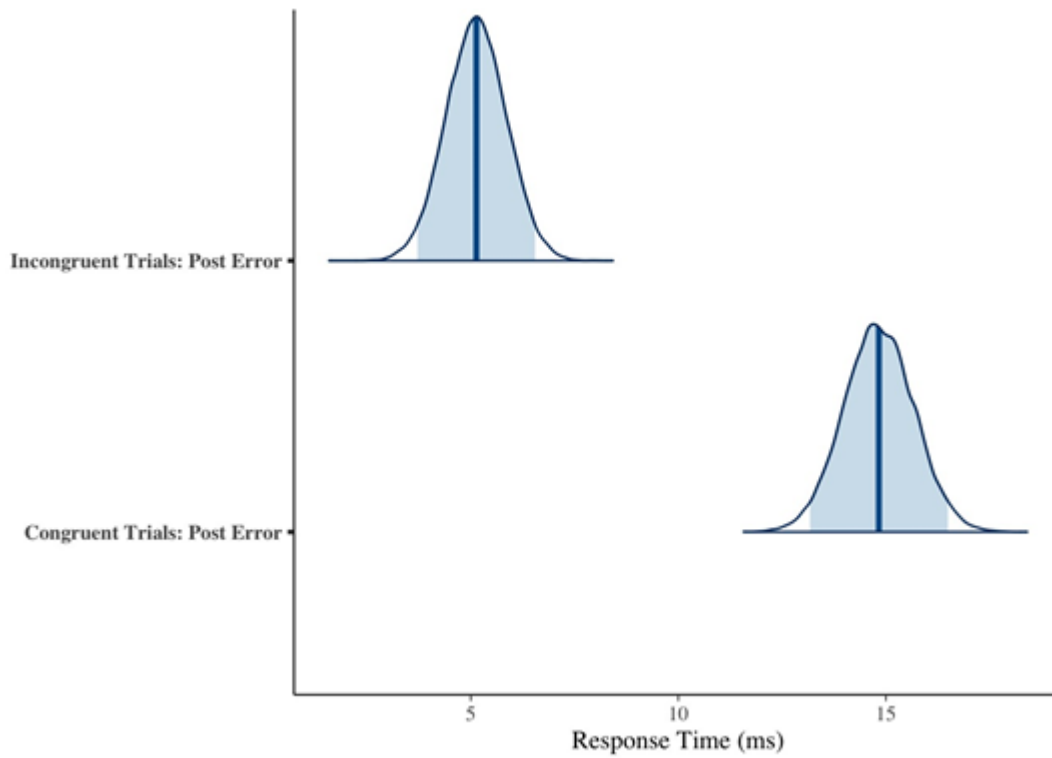 Incongruent Trials: Post Error
Congruent Trials: Post Error
5 10 15
Response Time (ms)